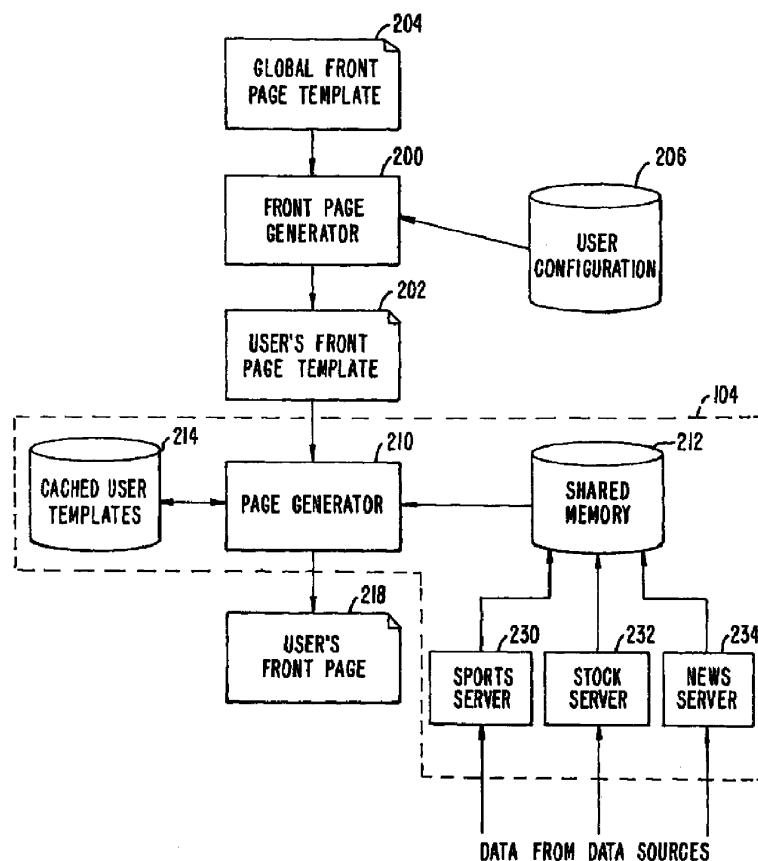 204
GLOBAL FRONT
PAGE TEMPLATE
200
FRONT PAGE
GENERATOR
206
USER
CONFIGURATION
202
USER'S FRONT
PAGE TEMPLATE
104
214
CACHED USER
TEMPLATES
210
PAGE GENERATOR
212
SHARED
MEMORY
218
USER'S
FRONT PAGE
230
SPORTS
SERVER
232
STOCK
SERVER
234
NEWS
SERVER
DATA FROM DATA SOURCES